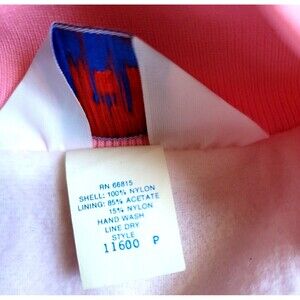 RN 66815
SHELL: 100% NYLON
LINING: 85% ACETATE
15% NYLON
HAND WASH
LINE DRY
STYLE
11600 P